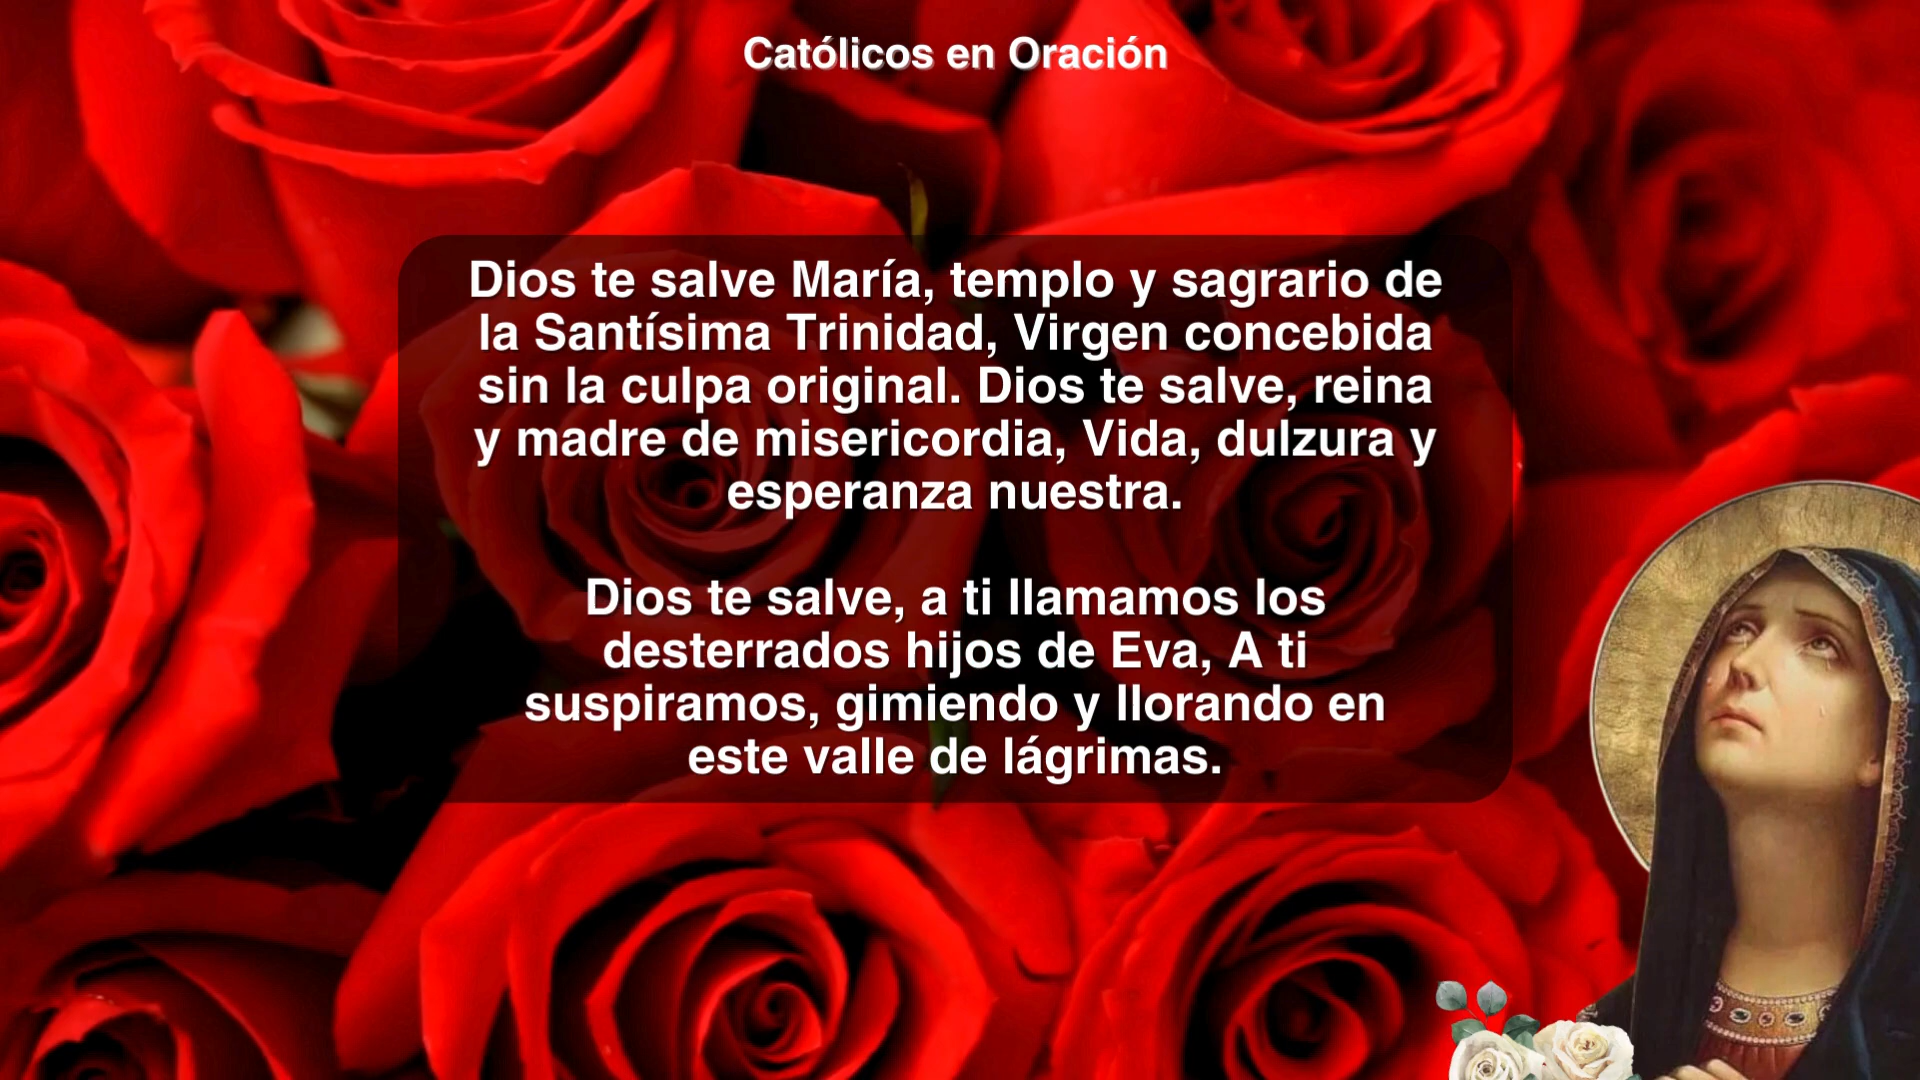 Católicos en Oración
Dios te salve María, templo y sagrario de
la Santísima Trinidad, Virgen concebida
sin la culpa original. Dios te salve, reina
y madre de misericordia, Vida, dulzura y
esperanza nuestra.
Dios te salve, a ti llamamos los
desterrados hijos de Eva, A ti
suspiramos, gimiendo y llorando en
este valle de lágrimas.